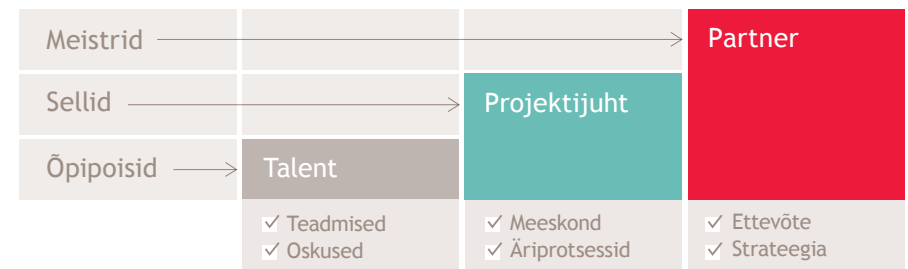 Meistrid
Partner
Sellid
Projektijuht
Õpipoisid
Talent
Teadmised
Oskused
Meeskond
Äriprotsessid
Ettevõte
Strateegia